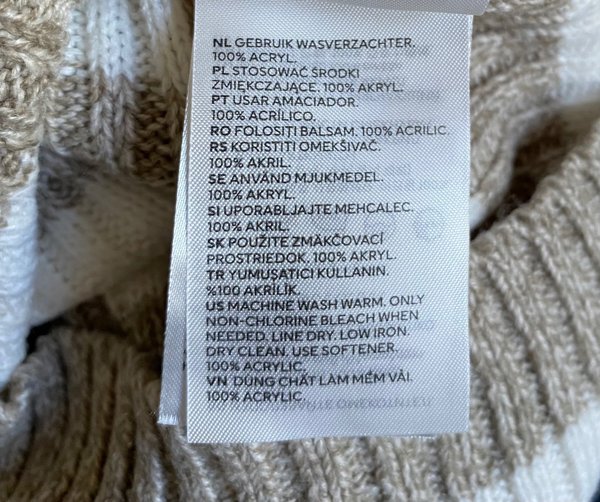 NL GEBRUIK WASVERZACHTER.
100% ACRYL.
PL STOSOWAĆ ŚRODKI
ZMIĘKCZAJĄCE. 100% AKRYL.
PT USAR AMACIADOR.
100% ACRÍLICO.
RO FOLOSIȚI BALSAM. 100% ACRILIC.
RS KORISTITI OMEKŠIVAČ.
100% AKRIL.
SE ANVÄND MJUKMEDEL.
100% AKRYL.
SI UPORABLJAJTE MEHČALEC.
100% AKRIL.
SK POUŽITE ZMÄKČOVACÍ
PROSTRIEDOK. 100% AKRYL.
TR YUMUŞATICI KULLANIN.
%100 AKRİLİK.
US MACHINE WASH WARM. ONLY
NON-CHLORINE BLEACH WHEN
NEEDED. LINE DRY. LOW IRON.
DRY CLEAN. USE SOFTENER.
100% ACRYLIC.
VN DÙNG CHẤT LÀM MỀM VẢI.
100% ACRYLIC.